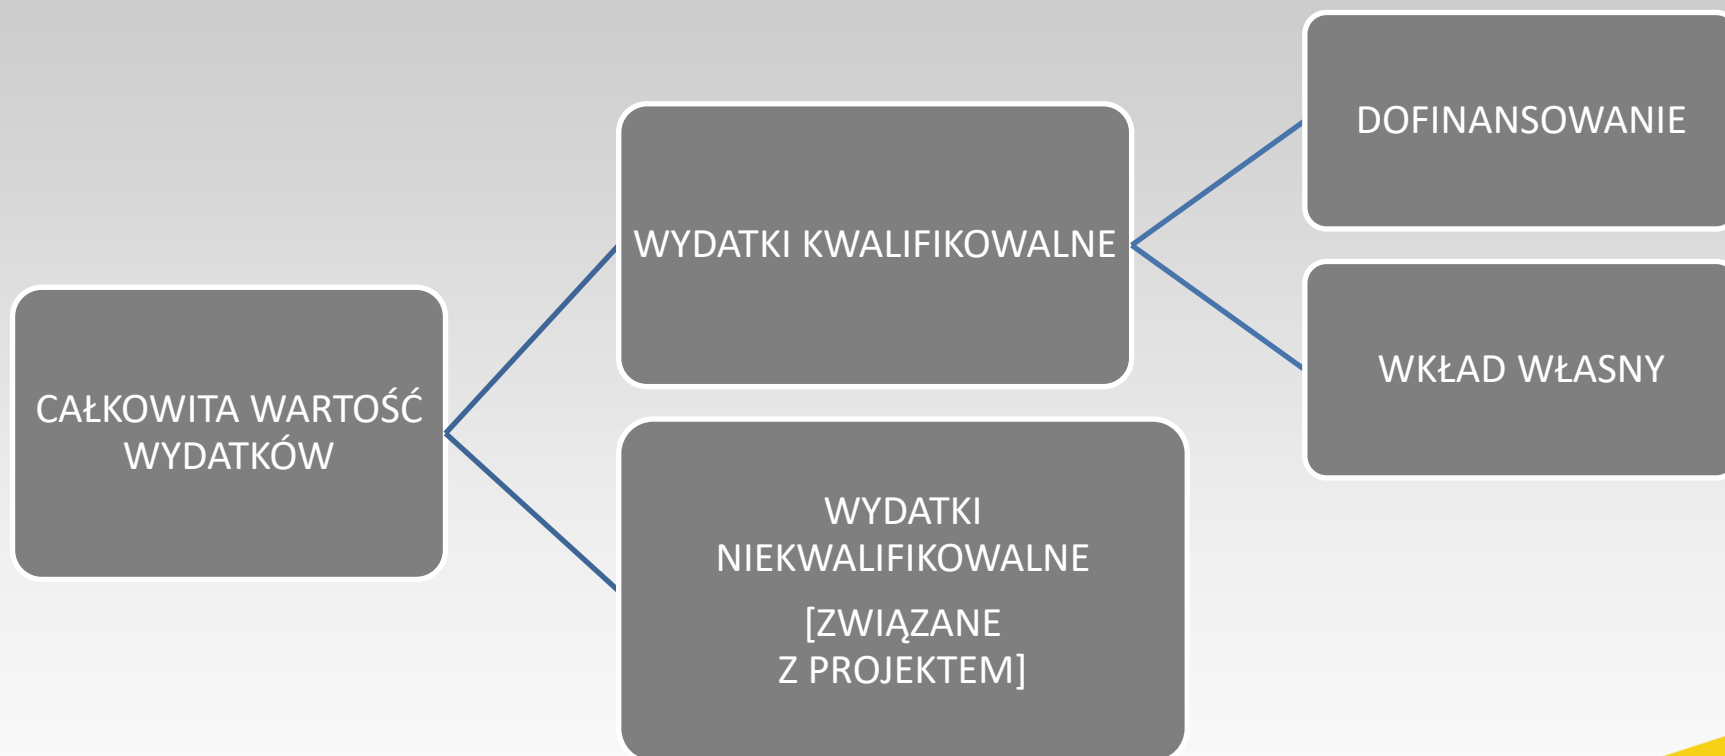 CAŁKOWITA WARTOŚĆ
WYDATKÓW
WYDATKI KWALIFIKOWALNE
DOFINANSOWANIE
WKŁAD WŁASNY
WYDATKI
NIEKWALIFIKOWALNE
[ZWIĄZANE
Z PROJEKTEM]